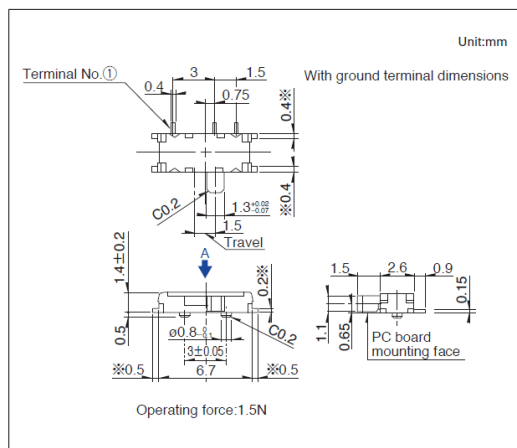 Unit:mm
Terminal No.①
3
1.5
With ground terminal dimensions
0.4
0.75
0.4※
※0.4
C0.2
1.3 +0.02 -0.07
1.5
Travel
A
1.4±0.2
0.2※
1.5
2.6
0.9
0.5
ø0.8
C0.2
1.1
0.65
0.15
3±0.05
PC board
mounting face
※0.5
6.7
※0.5
Operating force:1.5N